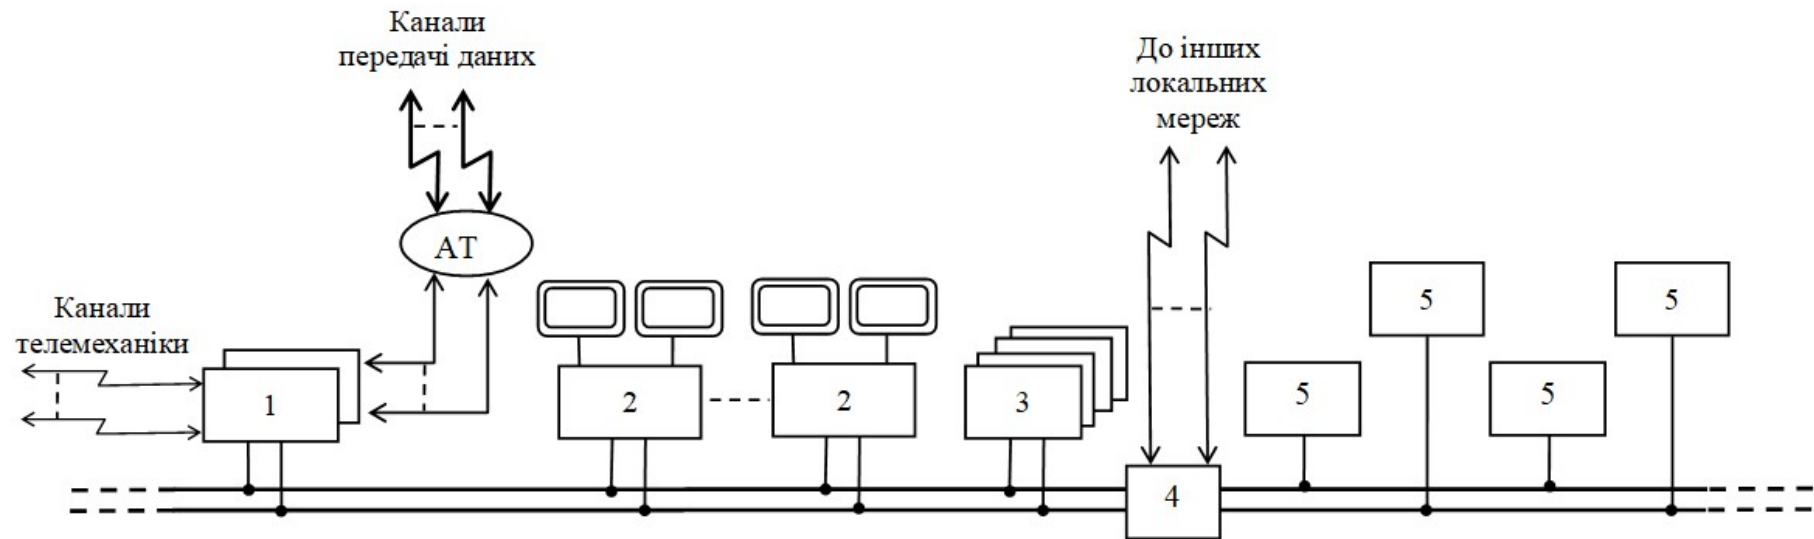 Канали
передачі даних
До інших
локальних
мереж
АТ
Канали
телемеханіки
1
2
2
3
4
5
5
5
5